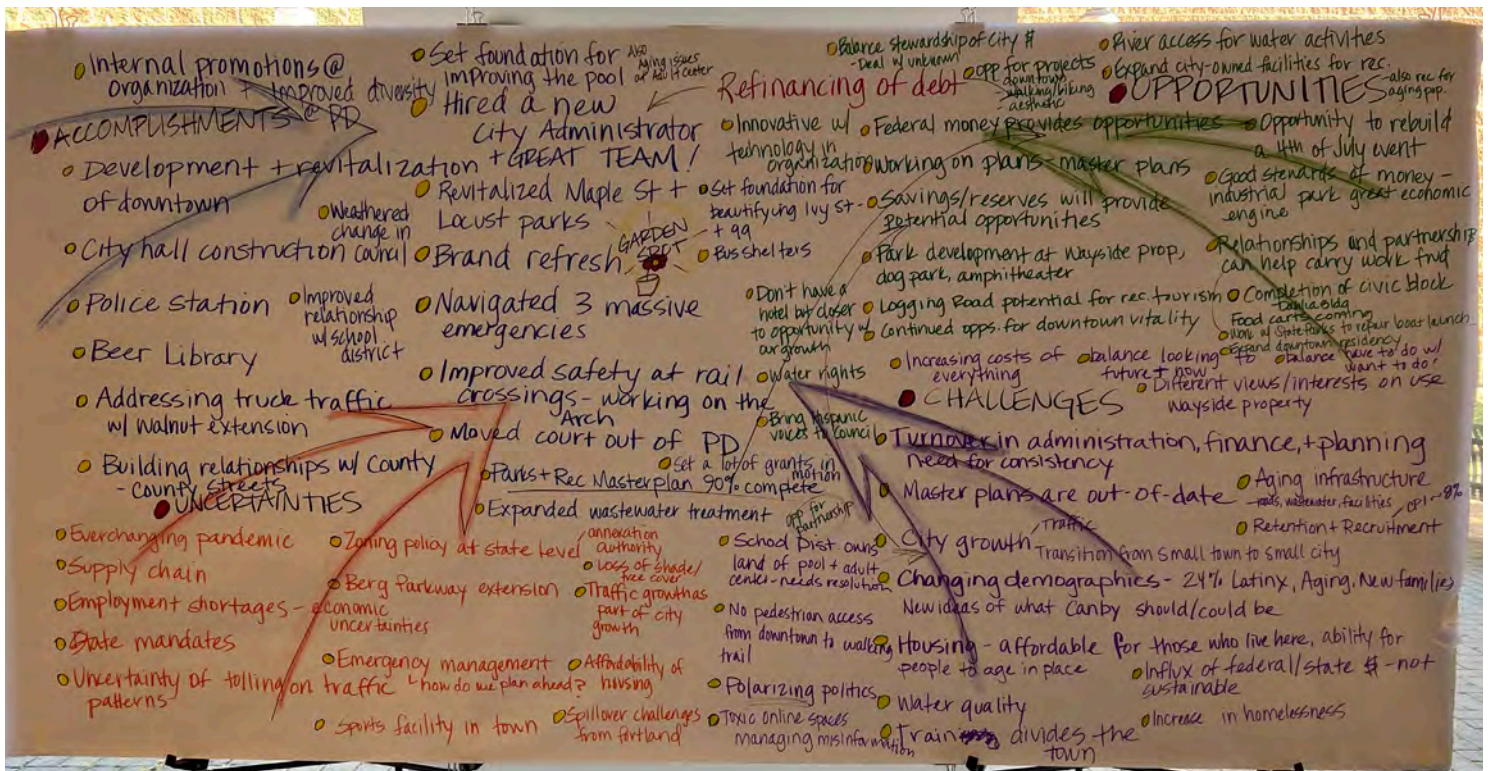 Internal promotions @
organization + improved diversity
@ PD
ACCOMPLISHMENTS
Development + revitalization
of downtown
Weathered
change in
council
City hall construction
Police Station
Improved
relationship
w/ school
district
Beer Library
Addressing truck traffic
w/ Walnut extension
Building relationships w/ County
- County streets
Set foundation for
improving the pool
Also
Aging issues
at Adult Center
Hired a new
City Administrator
+ GREAT TEAM!
Revitalized Maple St +
Locust parks
Brand refresh
GARDEN
SPOT
Navigated 3 massive
emergencies
Improved safety at rail
crossings - working on the
Arch
Moved court out of PD
Set a lot of grants in
motion
Parks + Rec Masterplan 90% complete
Expanded wastewater treatment
Refinancing of debt
Innovative w/
technology in
organization
Set foundation for
beautifying Ivy St -
+ 99
Bus shelters
OPPORTUNITIES
Balance stewardship of city $
- Deal w/ unknown
opp for projects
downtown
walking/biking
aesthetic
River access for water activities
Expand city-owned facilities for rec.
- also rec for
aging pop.
Federal money provides opportunities
Working on plans - master plans
Savings/reserves will provide
potential opportunities
Park development at Wayside prop,
dog park, amphitheater
Logging Road potential for rec. tourism
Continued opps. for downtown vitality
Opportunity to rebuild
a 4th of July event
Good stewards of money -
industrial park great economic
engine
Relationships and partnership
can help carry work fwd
Completion of civic block
Dahlia Bldg
Food carts coming
Work w/ State Parks to repair boat launch
Expand downtown residency
Don't have a
hotel but closer
to opportunity w/
our growth
Water rights
Bring Hispanic
voices to Council
opp for
partnership
UNCERTAINTIES
Everchanging pandemic
Supply chain
Employment shortages - economic
uncertainties
State mandates
Uncertainty of tolling on traffic
patterns
Zoning policy at state level
annexation
authority
Loss of shade/
tree cover
Berg Parkway extension
Traffic growth as
part of city
growth
Emergency management
how do we plan ahead?
Affordability of
housing
Sports facility in town
Spillover challenges
from Portland
CHALLENGES
Increasing costs of
everything
balance looking to
future + now
balance have to do w/
want to do?
Different views/interests on use
Wayside property
Turnover in administration, finance, + planning
need for consistency
Master plans are out-of-date
Aging infrastructure
- roads, wastewater, facilities
CPI ~ 8%
Retention + Recruitment
City growth
Traffic
Transition from small town to small city
Changing demographics - 24% Latinx, Aging, New families
New ideas of what Canby should/could be
Housing - affordable for those who live here, ability for
people to age in place
Influx of federal/state $ - not
sustainable
Water quality
Increase in homelessness
Train divides the
town
School Dist owns
land of pool + adult
center - needs resolution
No pedestrian access
from downtown to walking
trail
Polarizing politics
Toxic online spaces
managing misinformation